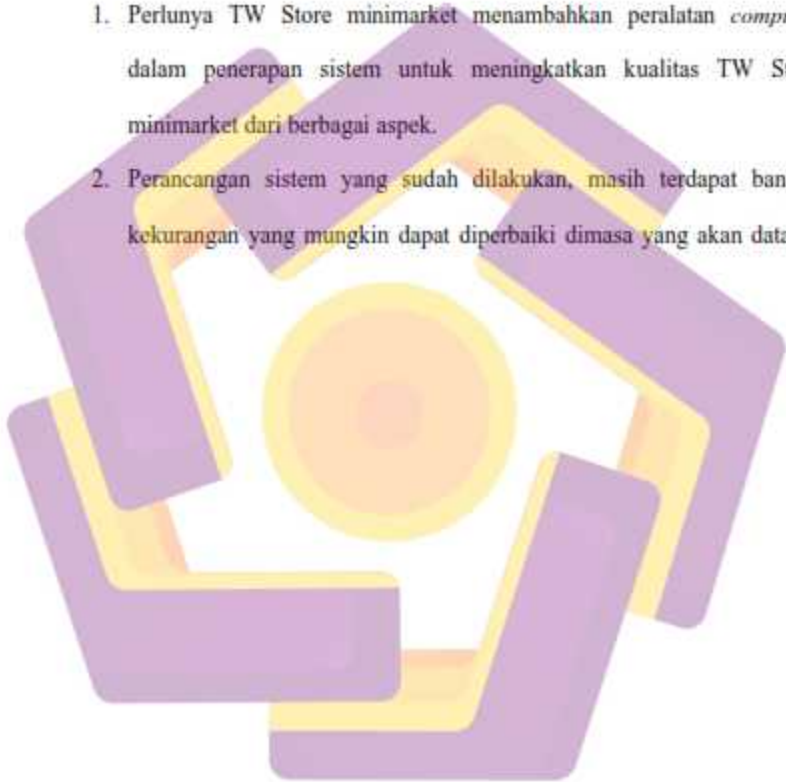 1. Perlunya TW Store minimarket menambahkan peralatan
dalam penerapan sistem untuk meningkatkan kualitas TW
minimarket dari berbagai aspek.
2. Perancangan sistem yang sudah dilakukan, masih terdapat
kekurangan yang mungkin dapat diperbaiki dimasa yang akan